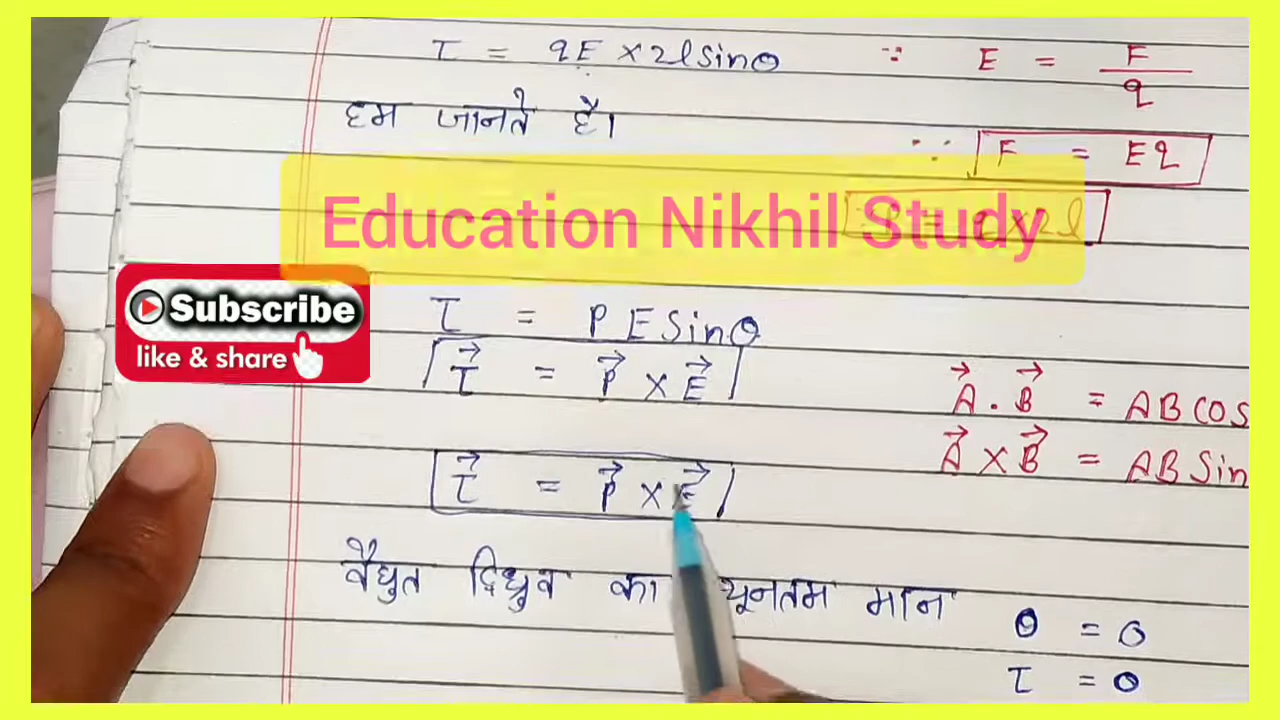 τ = qE × 2l sinθ ∵ E = F/q
हम जानते है।
∵ F = Eq
Education Nikhil Study
Subscribe
like & share
τ = P E Sinθ
τ⃗ = P⃗ × E⃗
A⃗ . B⃗ = AB COS
A⃗ × B⃗ = AB Sin
τ⃗ = P⃗ × E⃗
वैधुत द्विध्रुव का न्यूनतम मान
θ = 0
τ = 0